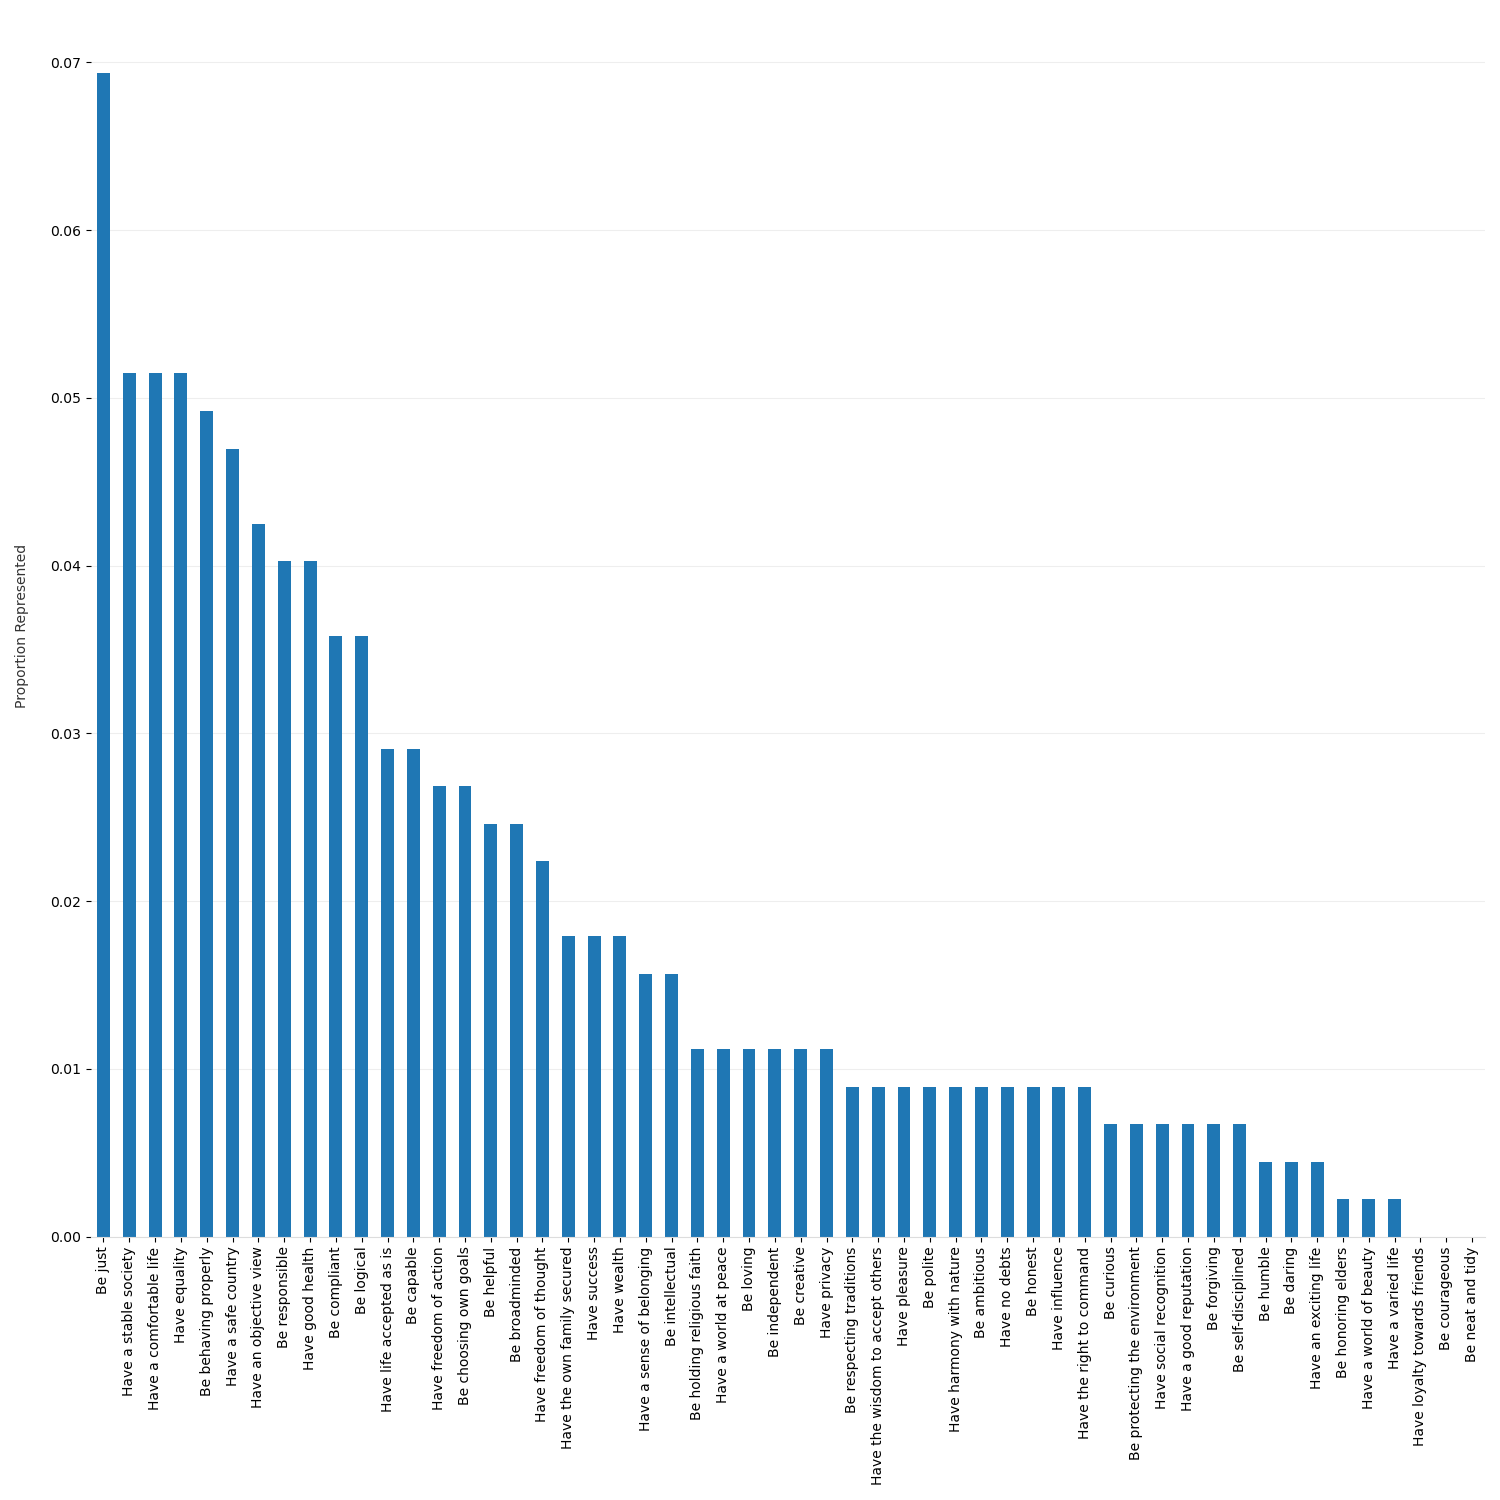 0.07
0.06
0.05
0.04
0.03
0.02
0.01
0.00
Proportion Represented
Be just
Have a stable society
Have a comfortable life
Have equality
Be behaving properly
Have a safe country
Have an objective view
Be responsible
Have good health
Be compliant
Be logical
Have life accepted as is
Be capable
Have freedom of action
Be choosing own goals
Be helpful
Be broadminded
Have freedom of thought
Have the own family secured
Have success
Have wealth
Have a sense of belonging
Be intellectual
Be holding religious faith
Have a world at peace
Be loving
Be independent
Be creative
Have privacy
Be respecting traditions
Have the wisdom to accept others
Have pleasure
Be polite
Have harmony with nature
Be ambitious
Have no debts
Be honest
Have influence
Have the right to command
Be curious
Be protecting the environment
Have social recognition
Have a good reputation
Be forgiving
Be self-disciplined
Be humble
Be daring
Have an exciting life
Be honoring elders
Have a world of beauty
Have a varied life
Have loyalty towards friends
Be courageous
Be neat and tidy